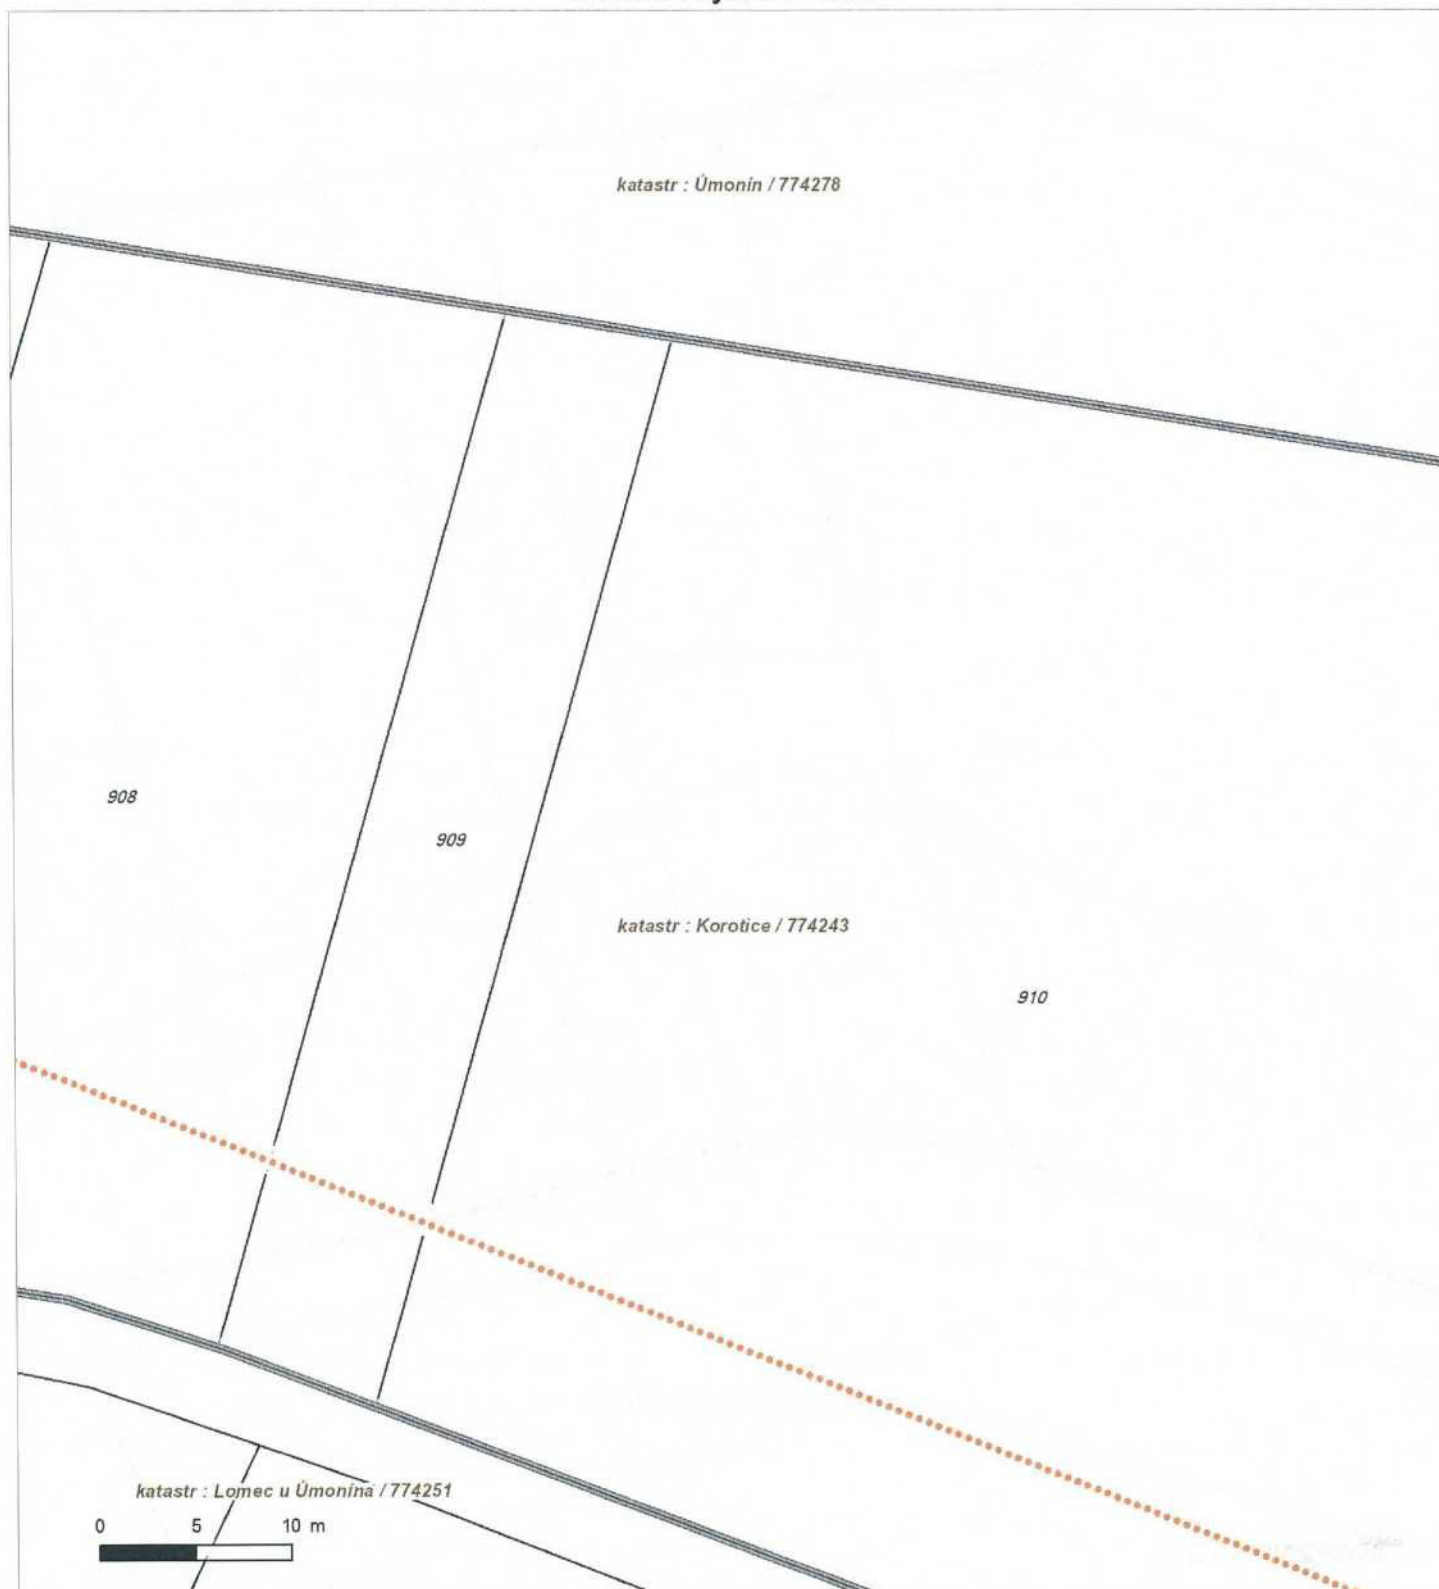 katastr : Úmonín / 774278
908
909
katastr : Korotice / 774243
910
katastr : Lomec u Úmonína / 774251
0 5 10 m